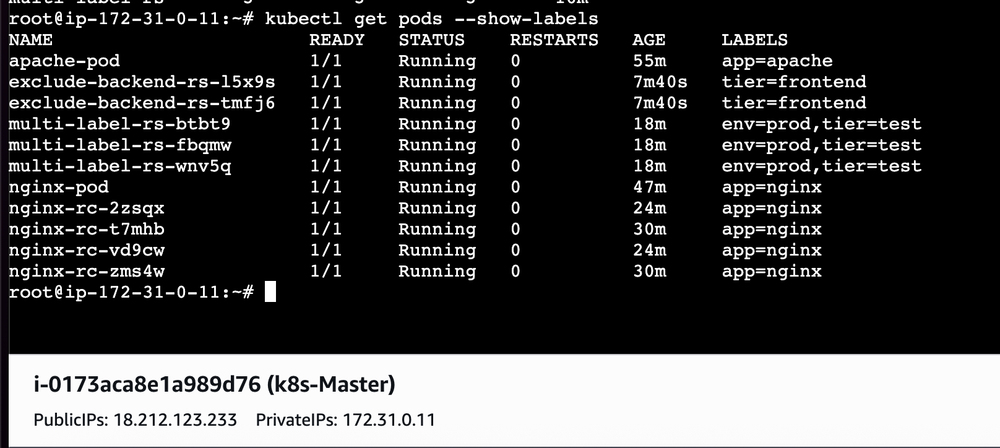 root@ip-172-31-0-11:~# kubectl get pods --show-labels
NAME READY STATUS RESTARTS AGE LABELS
apache-pod 1/1 Running 0 55m app=apache
exclude-backend-rs-l5x9s 1/1 Running 0 7m40s tier=frontend
exclude-backend-rs-tmfj6 1/1 Running 0 7m40s tier=frontend
multi-label-rs-btbt9 1/1 Running 0 18m env=prod,tier=test
multi-label-rs-fbqmw 1/1 Running 0 18m env=prod,tier=test
multi-label-rs-wnv5q 1/1 Running 0 18m env=prod,tier=test
nginx-pod 1/1 Running 0 47m app=nginx
nginx-rc-2zsqx 1/1 Running 0 24m app=nginx
nginx-rc-t7mhb 1/1 Running 0 30m app=nginx
nginx-rc-vd9cw 1/1 Running 0 24m app=nginx
nginx-rc-zms4w 1/1 Running 0 30m app=nginx
root@ip-172-31-0-11:~#
i-0173aca8e1a989d76 (k8s-Master)
PublicIPs: 18.212.123.233 PrivateIPs: 172.31.0.11